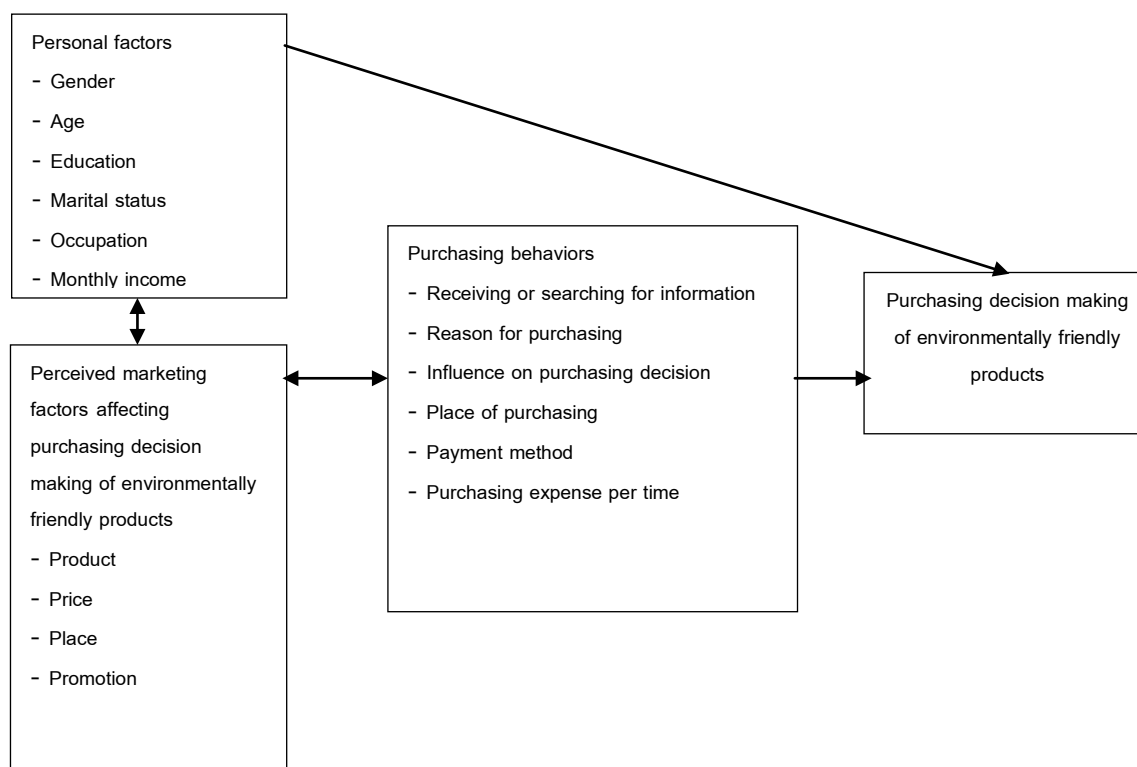 Personal factors
- Gender
- Age
- Education
- Marital status
- Occupation
- Monthly income
Perceived marketing
factors affecting
purchasing decision
making of environmentally
friendly products
- Product
- Price
- Place
- Promotion
Purchasing behaviors
- Receiving or searching for information
- Reason for purchasing
- Influence on purchasing decision
- Place of purchasing
- Payment method
- Purchasing expense per time
Purchasing decision making
of environmentally friendly
products